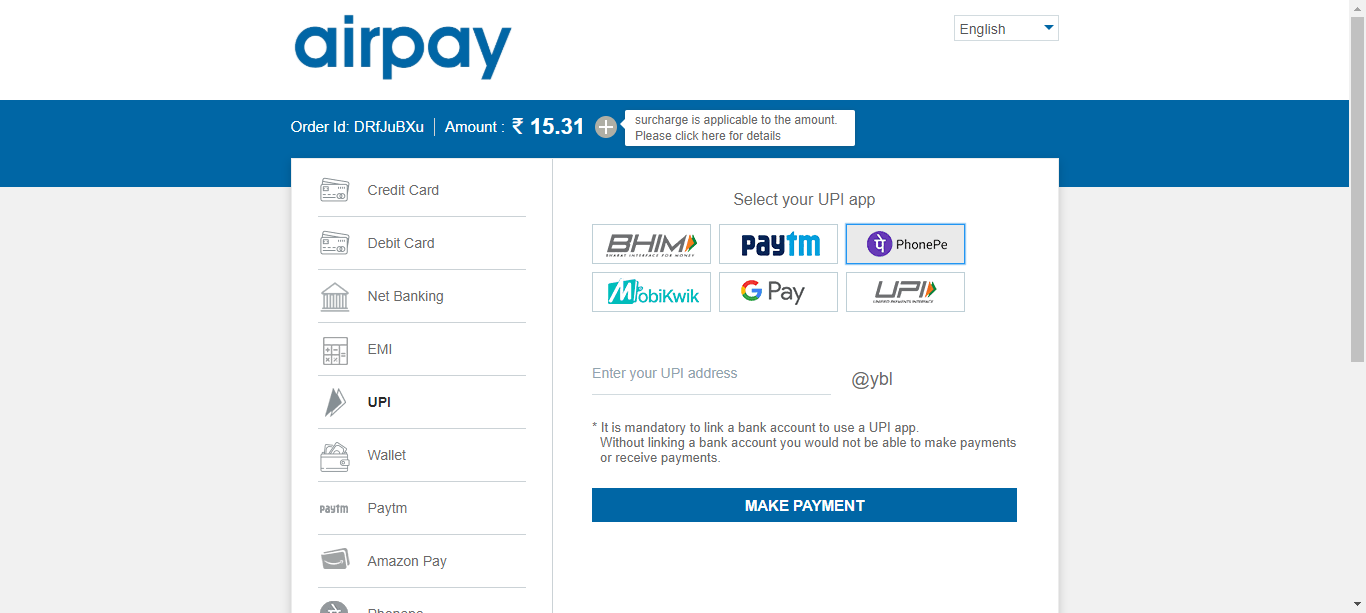 airpay
English
Order Id: DRfJuBXu | Amount : ₹ 15.31
surcharge is applicable to the amount.
Please click here for details
Credit Card
Debit Card
Net Banking
EMI
UPI
Wallet
paytm Paytm
Amazon Pay
Phonepe
Select your UPI app
BHIM
BHARAT INTERFACE FOR MONEY
paytm
पे PhonePe
MobiKwik
G Pay
UPI
UNIFIED PAYMENTS INTERFACE
Enter your UPI address
@ybl
* It is mandatory to link a bank account to use a UPI app.
Without linking a bank account you would not be able to make payments
or receive payments.
MAKE PAYMENT